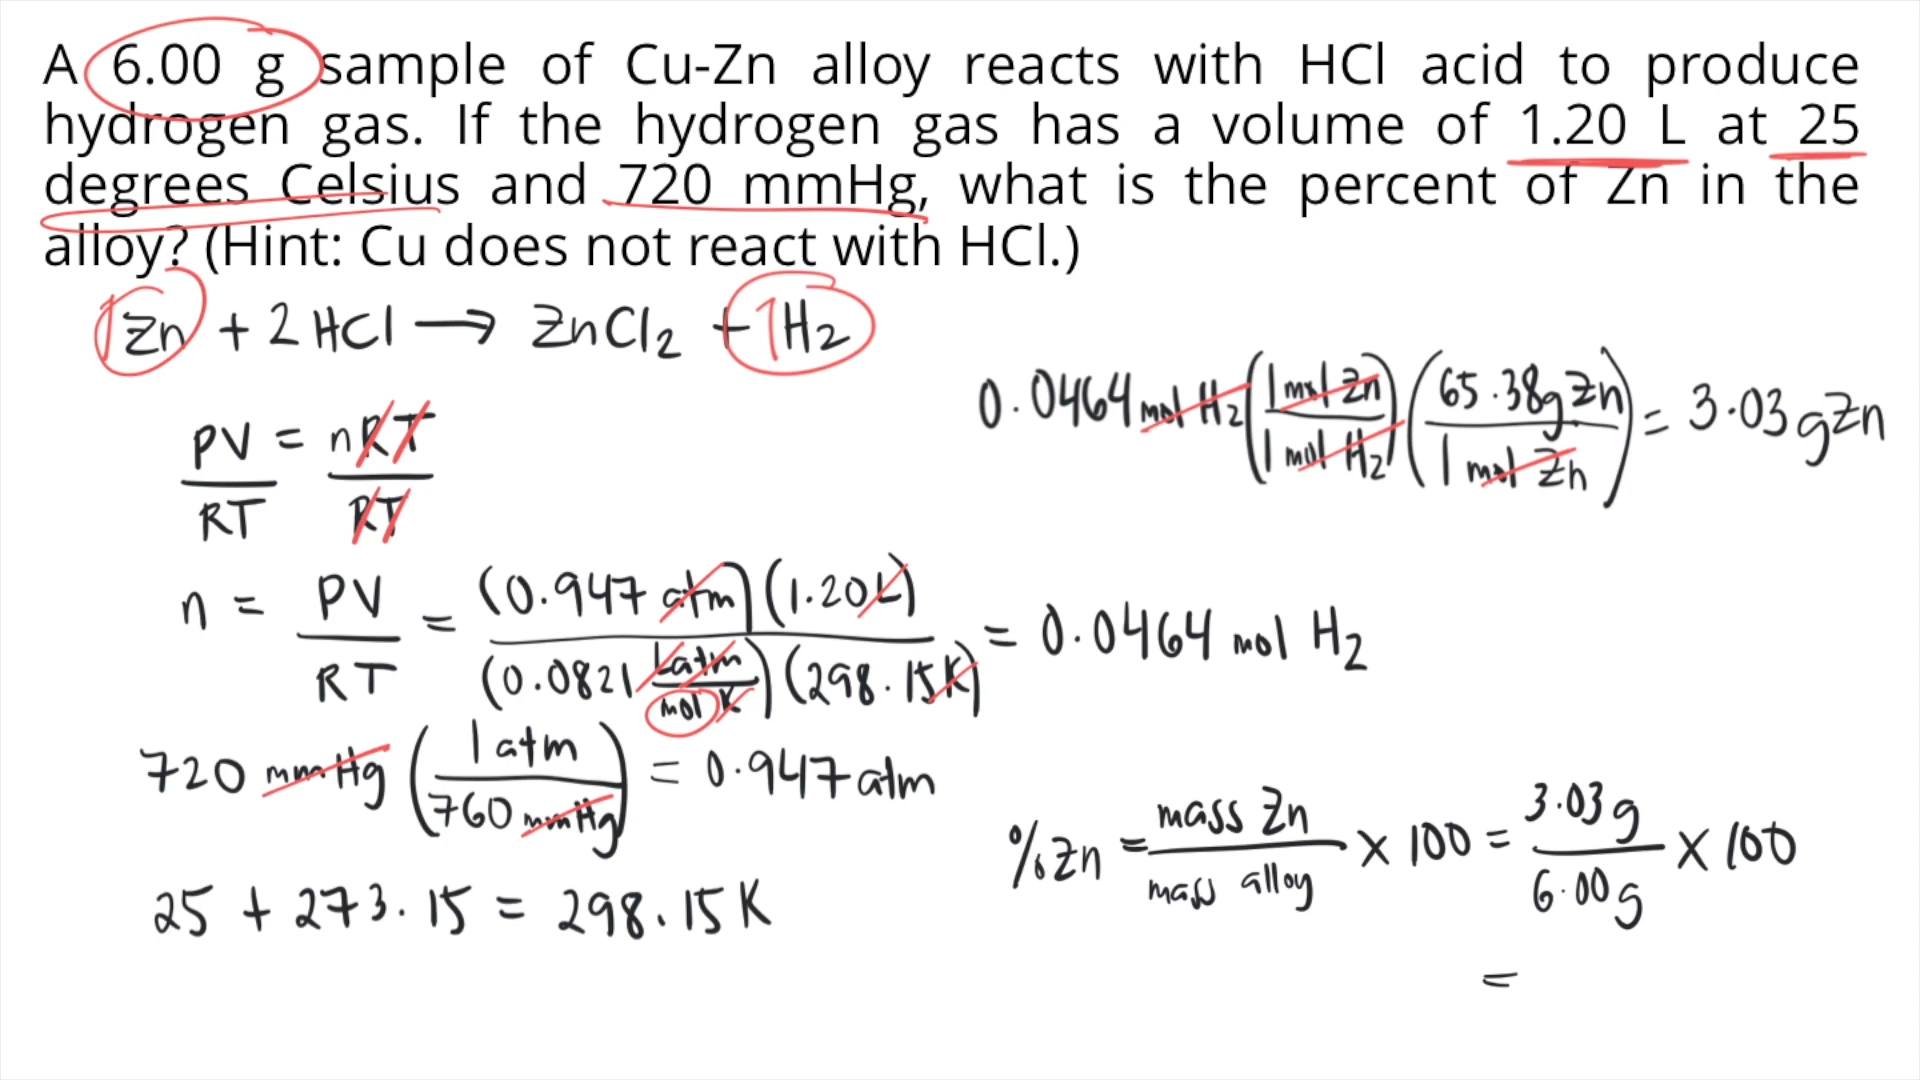 A 6.00 g sample of Cu-Zn alloy reacts with HCl acid to produce
hydrogen gas. If the hydrogen gas has a volume of 1.20 L at 25
degrees Celsius and 720 mmHg, what is the percent of Zn in the
alloy? (Hint: Cu does not react with HCl.)
1Zn + 2HCl → ZnCl2 + 1H2
PV/RT = nRT/RT
n = PV/RT = (0.947 atm)(1.20L)/(0.0821 Latm/mol K)(298.15K) = 0.0464 mol H2
720 mmHg (1 atm/760 mmHg) = 0.947 atm
25 + 273.15 = 298.15 K
0.0464 mol H2 (1 mol Zn/1 mol H2)(65.38g Zn/1 mol Zn) = 3.03 g Zn
% Zn = mass Zn/mass alloy × 100 = 3.03 g/6.00 g × 100
=